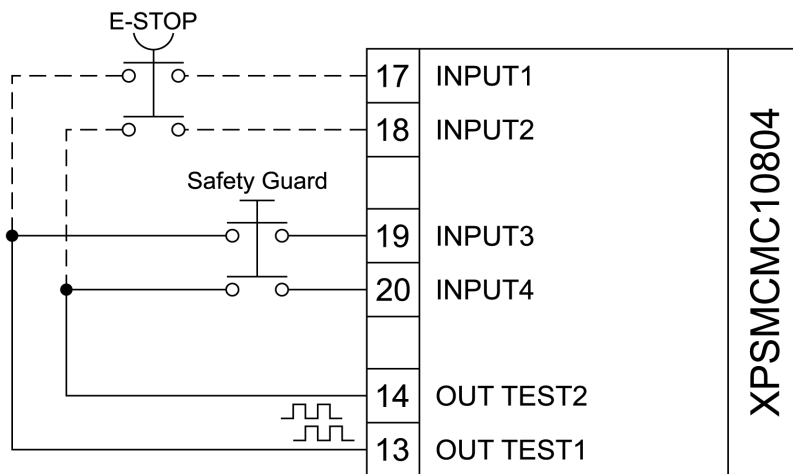 E-STOP
17 INPUT1
18 INPUT2
Safety Guard
19 INPUT3
20 INPUT4
14 OUT TEST2
13 OUT TEST1
XPSMCMC10804